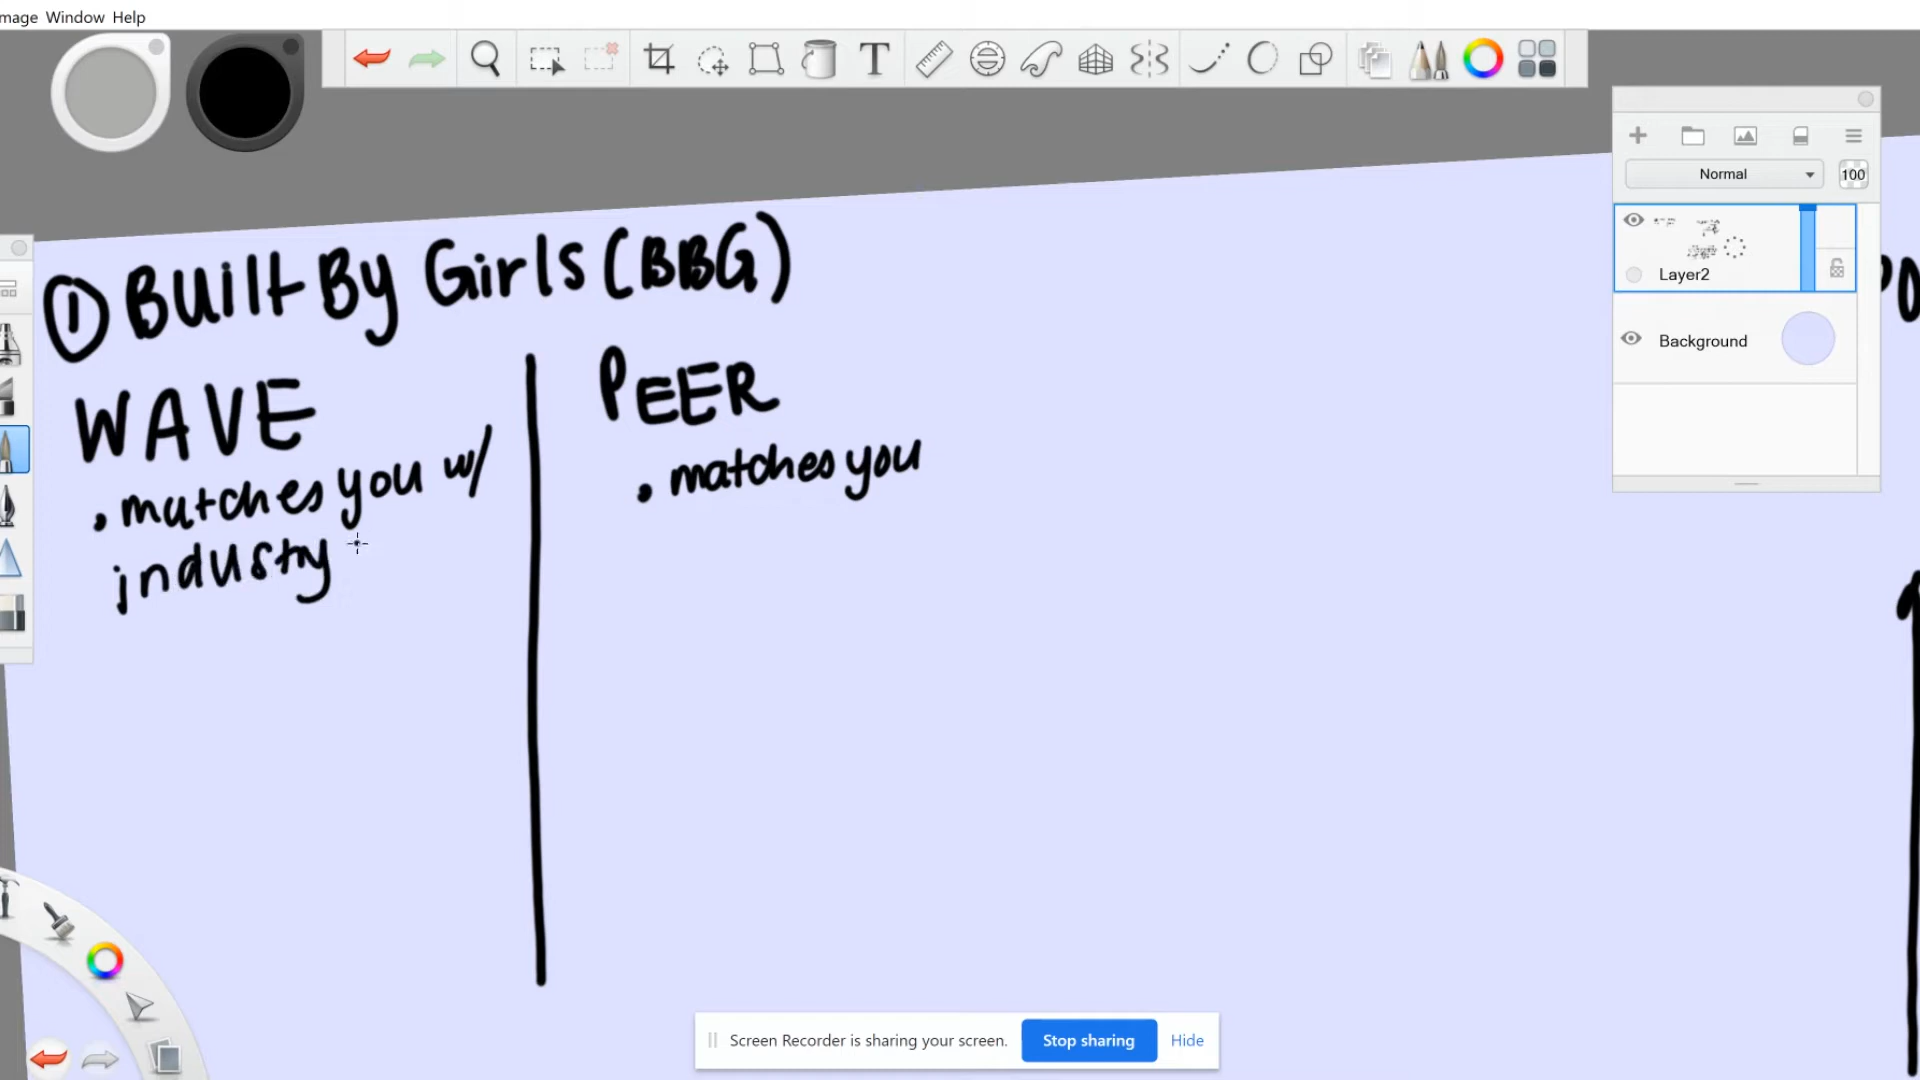 mage Window Help
Normal
100
Layer2
Background
① Built By Girls (BBG)
WAVE
• matches you w/
industry
PEER
• matches you
Screen Recorder is sharing your screen. Stop sharing Hide